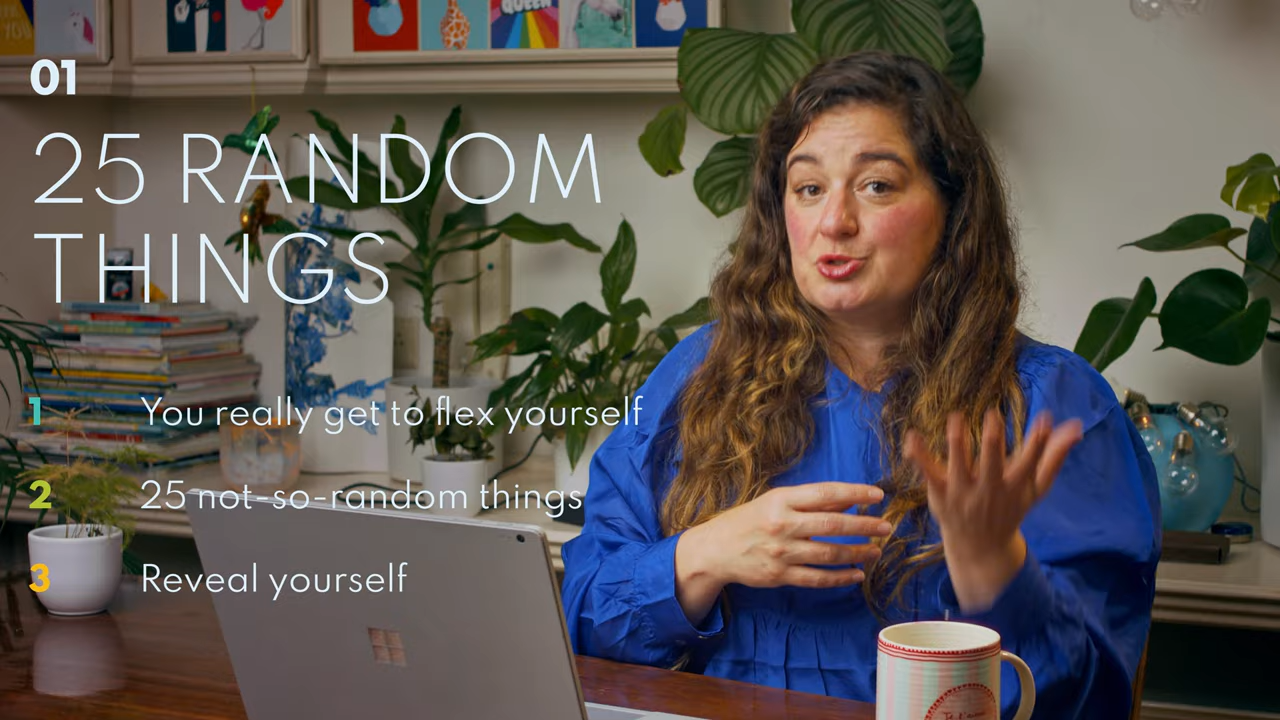 QUEEN
01
25 RANDOM
THINGS
1 You really get to flex yourself
2 25 not-so-random things
3 Reveal yourself